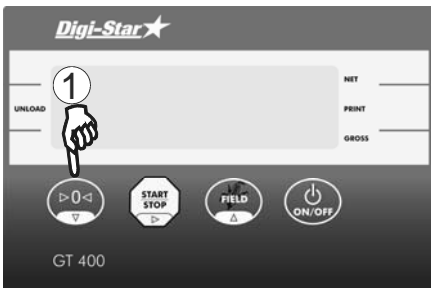 Digi-Star
1
UNLOAD
NET
PRINT
GROSS
▷0◁
START
STOP
FIELD
ON/OFF
GT 400